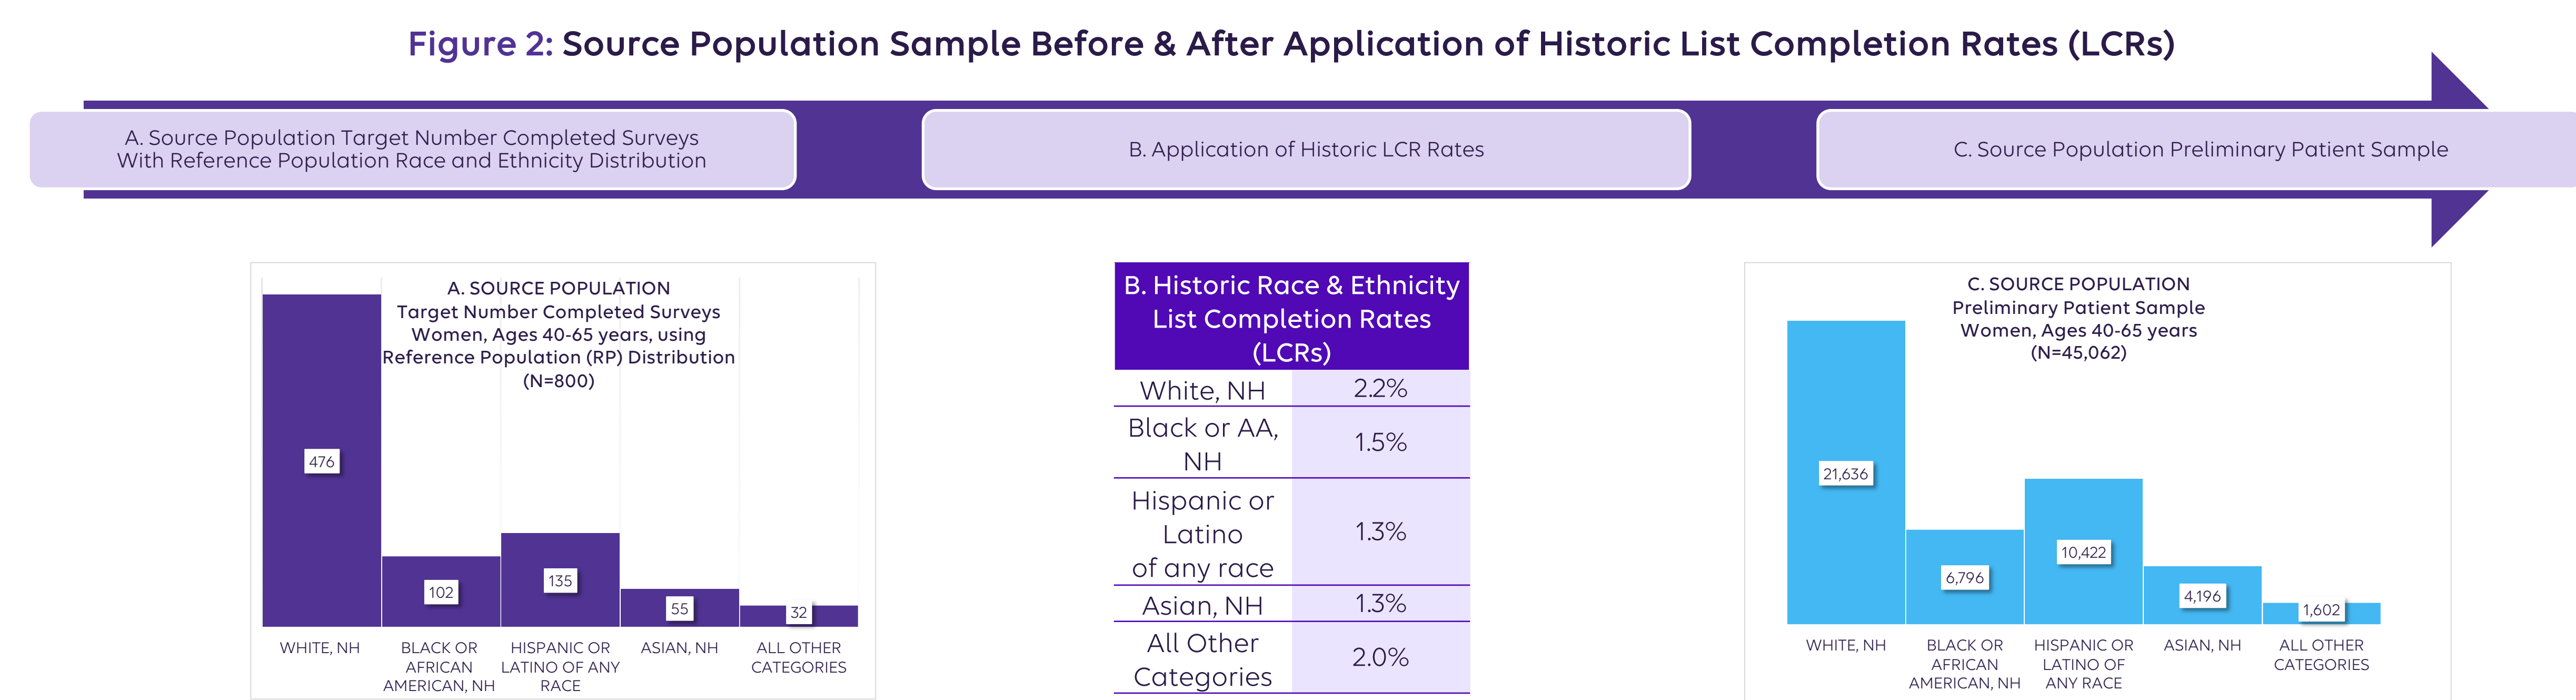 Figure 2: Source Population Sample Before & After Application of Historic List Completion Rates (LCRs)
A. Source Population Target Number Completed Surveys
With Reference Population Race and Ethnicity Distribution
B. Application of Historic LCR Rates
C. Source Population Preliminary Patient Sample
A. SOURCE POPULATION
Target Number Completed Surveys
Women, Ages 40-65 years, using
Reference Population (RP) Distribution
(N=800)
476
102
135
55
32
WHITE, NH
BLACK OR
AFRICAN
AMERICAN, NH
HISPANIC OR
LATINO OF ANY
RACE
ASIAN, NH
ALL OTHER
CATEGORIES
B. Historic Race & Ethnicity
List Completion Rates
(LCRs)
White, NH 2.2%
Black or AA,
NH
1.5%
Hispanic or
Latino
of any race
1.3%
Asian, NH 1.3%
All Other
Categories
2.0%
C. SOURCE POPULATION
Preliminary Patient Sample
Women, Ages 40-65 years
(N=45,062)
21,636
6,796
10,422
4,196
1,602
WHITE, NH
BLACK OR
AFRICAN
AMERICAN, NH
HISPANIC OR
LATINO OF
ANY RACE
ASIAN, NH
ALL OTHER
CATEGORIES